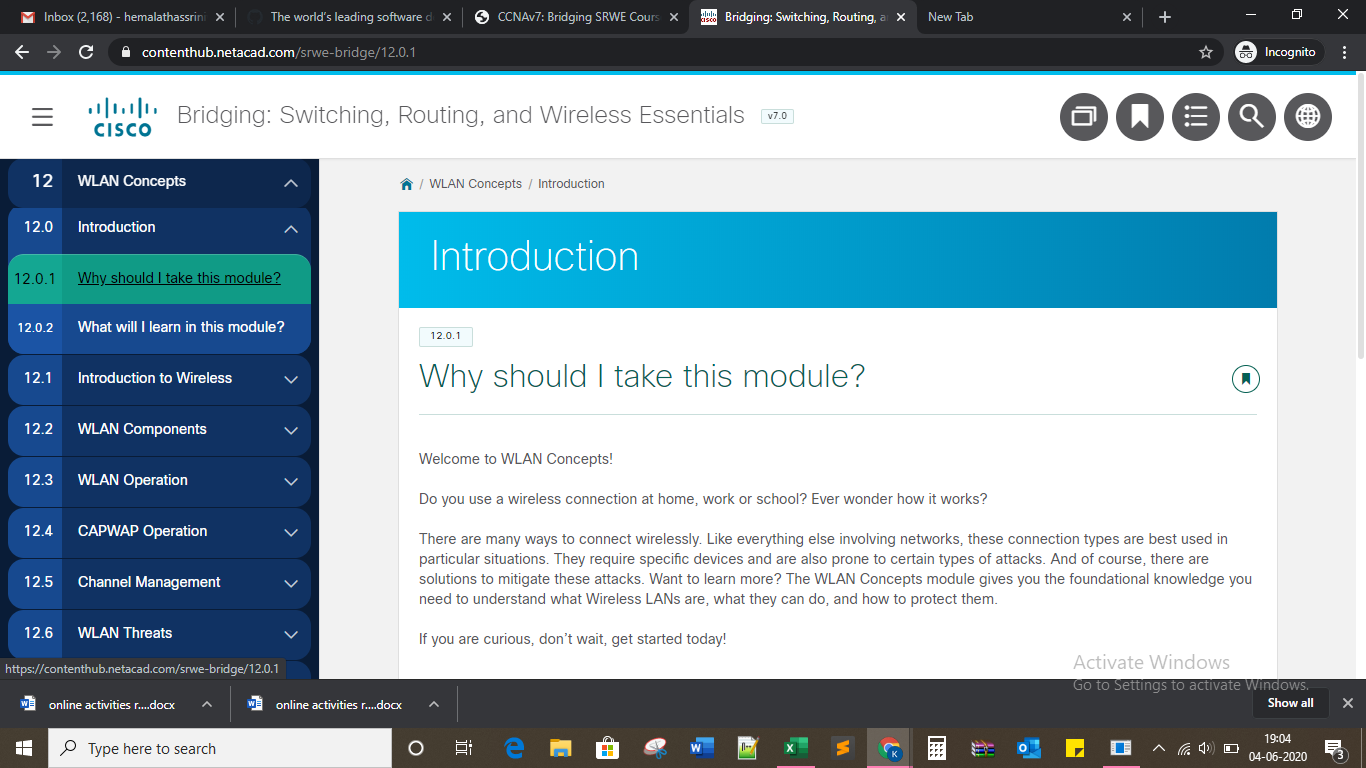 Inbox (2,168) - hemalathassrini
The world's leading software d
CCNAv7: Bridging SRWE Cours
Bridging: Switching, Routing, a
New Tab
contenthub.netacad.com/srwe-bridge/12.0.1
Incognito
CISCO
Bridging: Switching, Routing, and Wireless Essentials
v7.0
12 WLAN Concepts
12.0 Introduction
12.0.1 Why should I take this module?
12.0.2 What will I learn in this module?
12.1 Introduction to Wireless
12.2 WLAN Components
12.3 WLAN Operation
12.4 CAPWAP Operation
12.5 Channel Management
12.6 WLAN Threats
https://contenthub.netacad.com/srwe-bridge/12.0.1
/ WLAN Concepts / Introduction
Introduction
12.0.1
Why should I take this module?
Welcome to WLAN Concepts!
Do you use a wireless connection at home, work or school? Ever wonder how it works?
There are many ways to connect wirelessly. Like everything else involving networks, these connection types are best used in
particular situations. They require specific devices and are also prone to certain types of attacks. And of course, there are
solutions to mitigate these attacks. Want to learn more? The WLAN Concepts module gives you the foundational knowledge you
need to understand what Wireless LANs are, what they can do, and how to protect them.
If you are curious, don't wait, get started today!
Activate Windows
Go to Settings to activate Windows.
online activities r....docx
online activities r....docx
Show all
Type here to search
19:04
04-06-2020
3